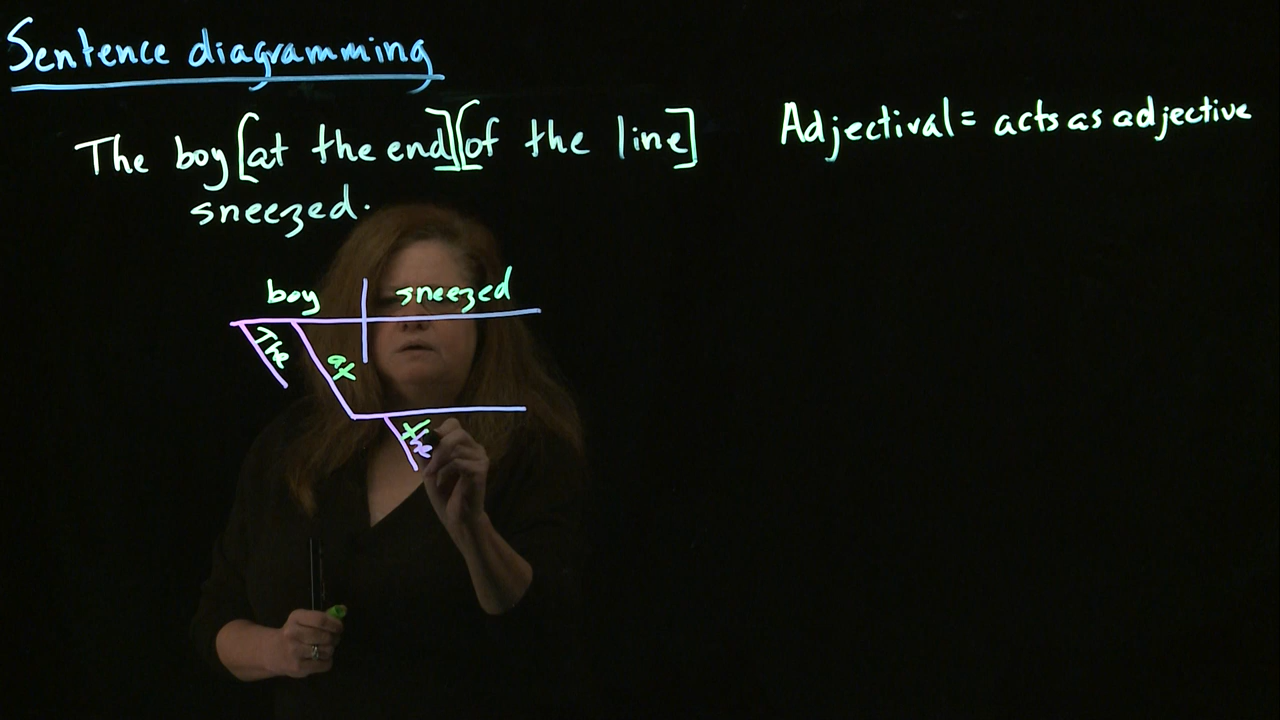 Sentence diagramming
The boy [at the end] [of the line]
sneezed.
Adjectival = acts as adjective
boy sneezed
The
at
the